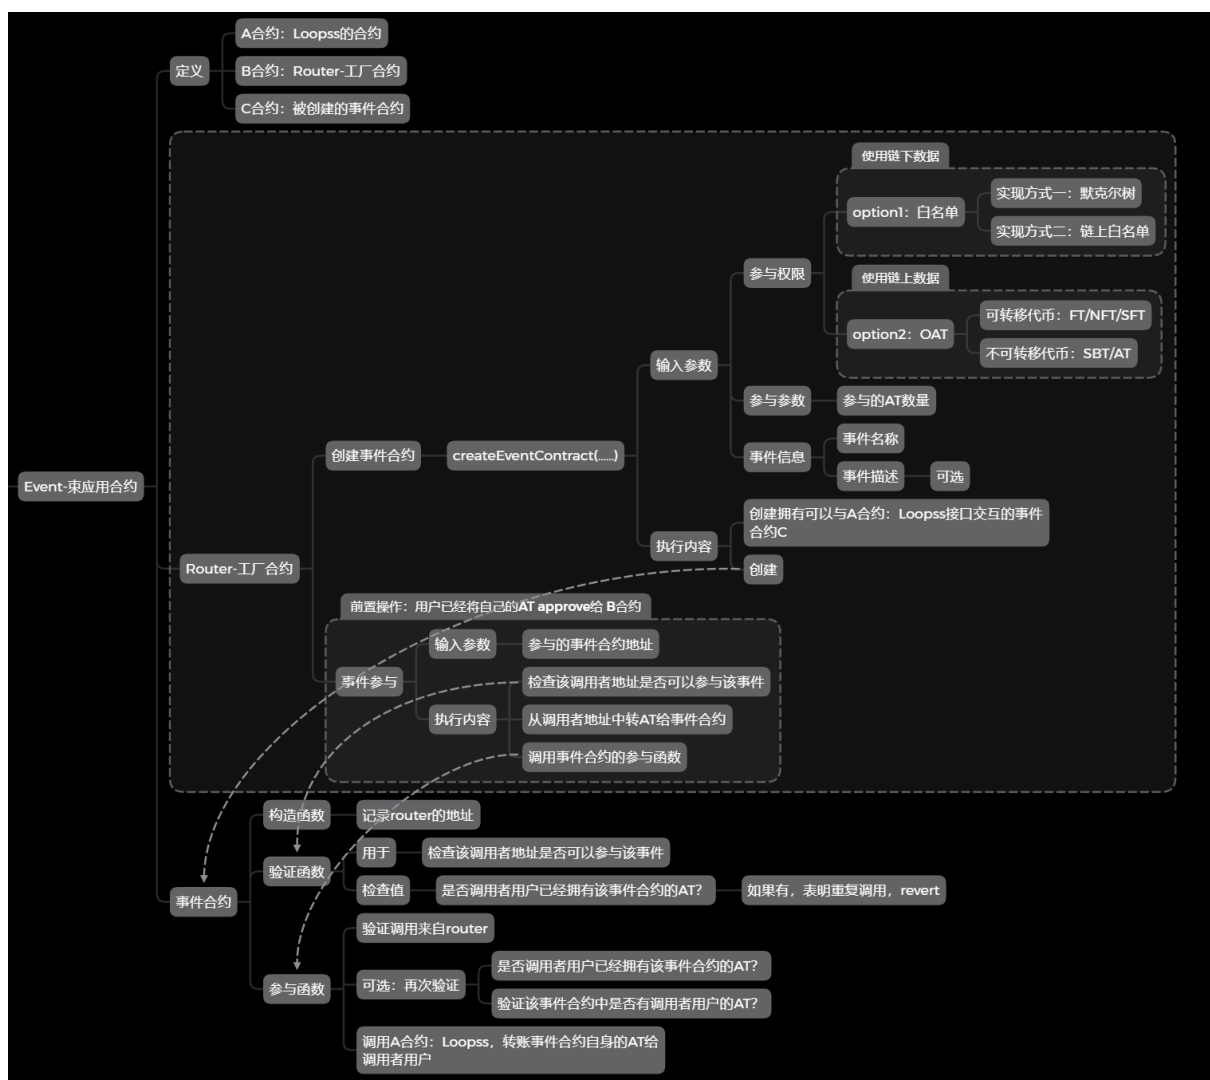 Event-束应用合约
定义
A合约：Loopss的合约
B合约：Router-工厂合约
C合约：被创建的事件合约
Router-工厂合约
创建事件合约
createEventContract(......)
输入参数
参与权限
使用链下数据
option1：白名单
实现方式一：默克尔树
实现方式二：链上白名单
使用链上数据
option2：OAT
可转移代币：FT/NFT/SFT
不可转移代币：SBT/AT
参与参数
参与的AT数量
事件信息
事件名称
事件描述
可选
执行内容
创建拥有可以与A合约：Loopss接口交互的事件
合约C
创建
前置操作：用户已经将自己的AT approve给 B合约
事件参与
输入参数
参与的事件合约地址
执行内容
检查该调用者地址是否可以参与该事件
从调用者地址中转AT给事件合约
调用事件合约的参与函数
事件合约
构造函数
记录router的地址
验证函数
用于
检查该调用者地址是否可以参与该事件
检查值
是否调用者用户已经拥有该事件合约的AT？
如果有，表明重复调用，revert
参与函数
验证调用来自router
可选：再次验证
是否调用者用户已经拥有该事件合约的AT？
验证该事件合约中是否有调用者用户的AT？
调用A合约：Loopss，转账事件合约自身的AT给
调用者用户